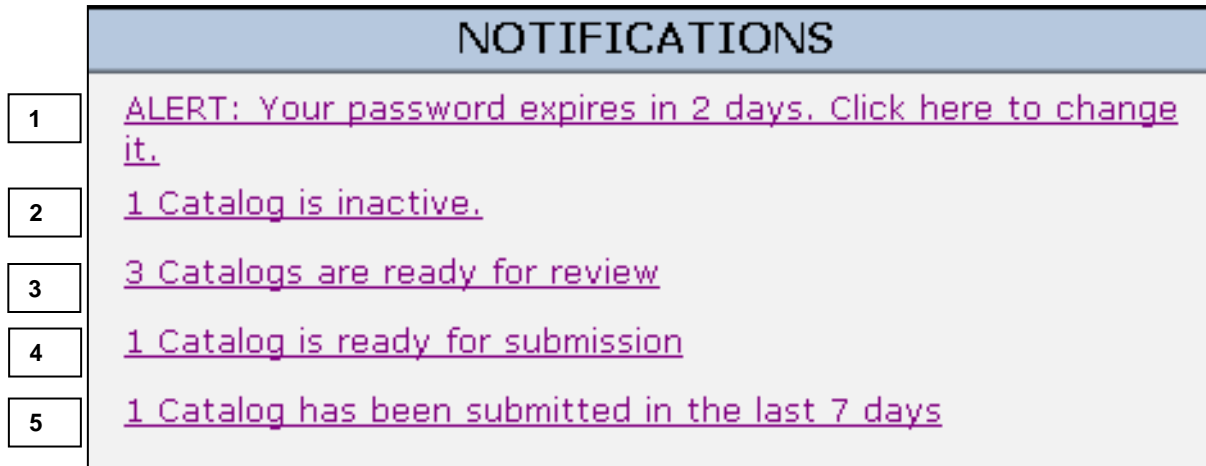 NOTIFICATIONS
1
ALERT: Your password expires in 2 days. Click here to change
it.
2
1 Catalog is inactive.
3
3 Catalogs are ready for review
4
1 Catalog is ready for submission
5
1 Catalog has been submitted in the last 7 days